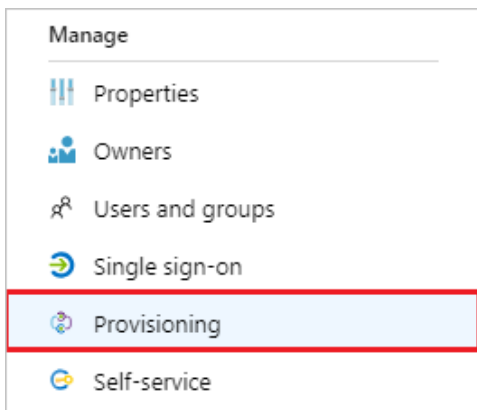 Manage
Properties
Owners
Users and groups
Single sign-on
Provisioning
Self-service